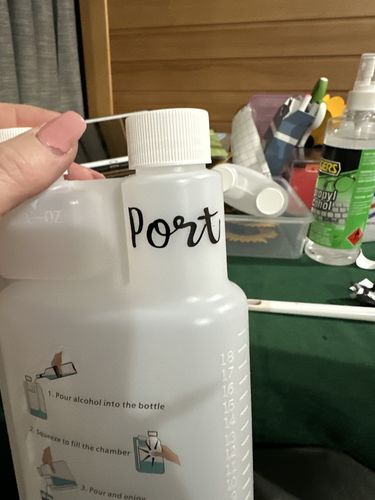 Port
-OZ
1. Pour alcohol into the bottle
2. Squeeze to fill the chamber
3. Pour and enjoy
18
17
16
15
14
13
12
11